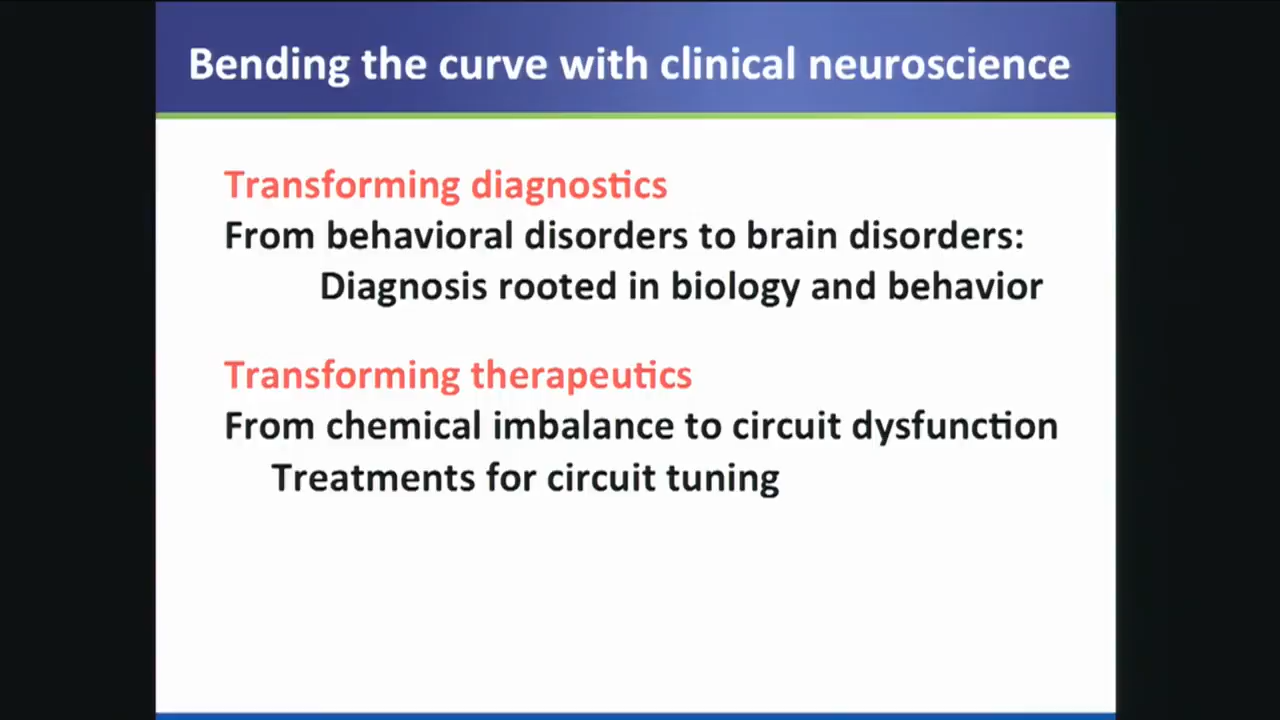 Bending the curve with clinical neuroscience
Transforming diagnostics
From behavioral disorders to brain disorders:
Diagnosis rooted in biology and behavior
Transforming therapeutics
From chemical imbalance to circuit dysfunction
Treatments for circuit tuning